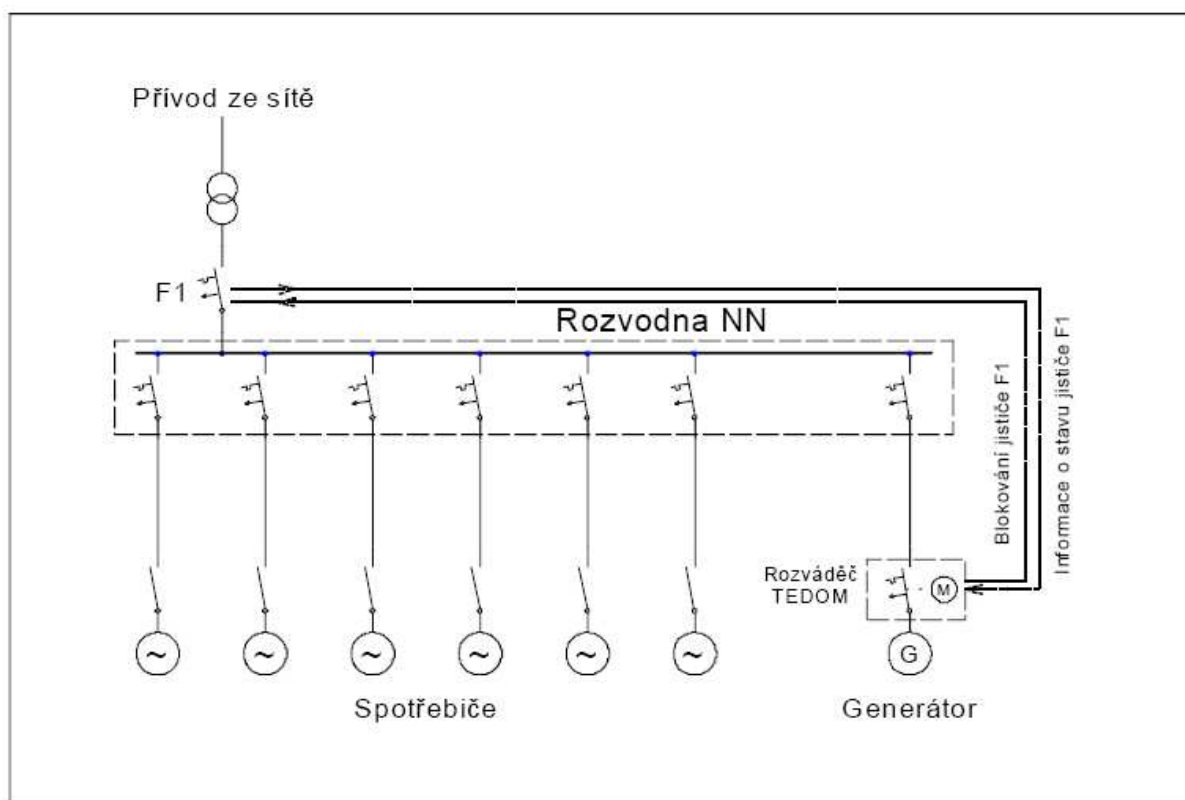 Přívod ze sítě
F1
Rozvodna NN
Blokování jističe F1
Informace o stavu jističe F1
Rozváděč
TEDOM
M
~
~
~
~
~
~
G
Spotřebiče
Generátor